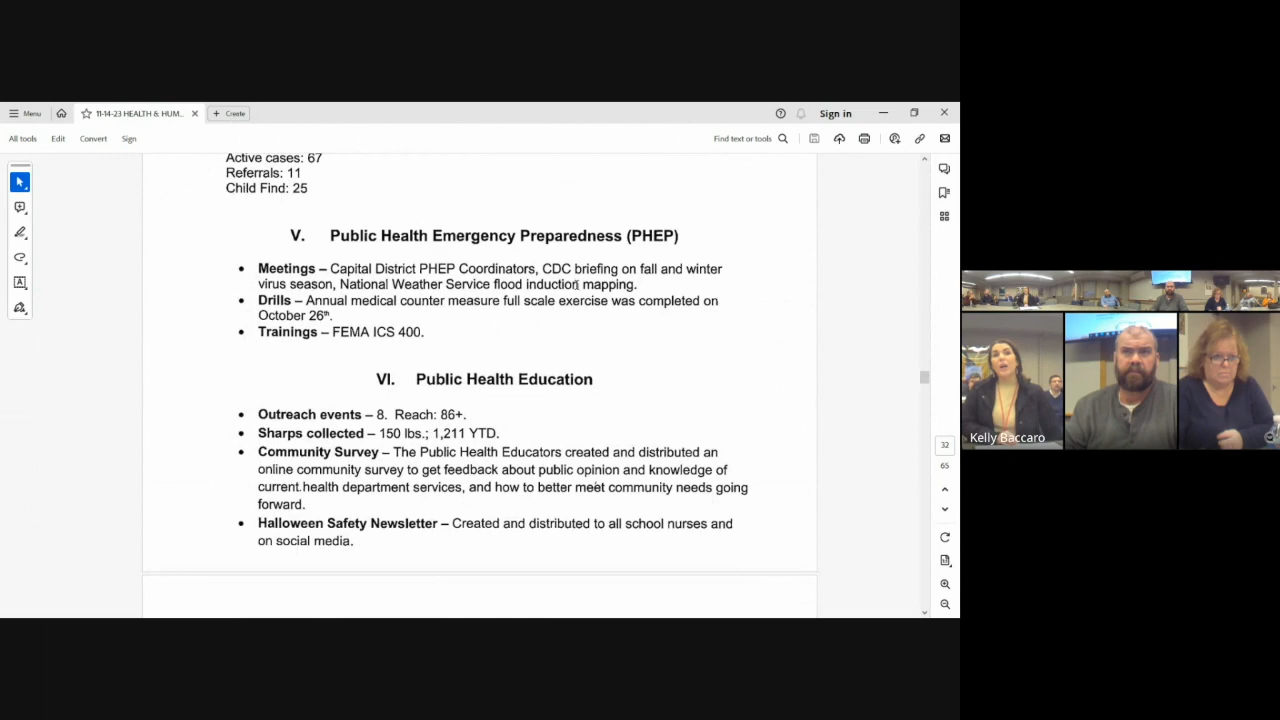 Menu
11-14-23 HEALTH & HUM...
Create
Sign in
All tools
Edit
Convert
Sign
Find text or tools
Active cases: 67
Referrals: 11
Child Find: 25
V. Public Health Emergency Preparedness (PHEP)
• Meetings – Capital District PHEP Coordinators, CDC briefing on fall and winter
virus season, National Weather Service flood induction mapping.
• Drills – Annual medical counter measure full scale exercise was completed on
October 26th.
• Trainings – FEMA ICS 400.
VI. Public Health Education
• Outreach events – 8. Reach: 86+.
• Sharps collected – 150 lbs.; 1,211 YTD.
• Community Survey – The Public Health Educators created and distributed an
online community survey to get feedback about public opinion and knowledge of
current health department services, and how to better meet community needs going
forward.
• Halloween Safety Newsletter – Created and distributed to all school nurses and
on social media.
32
65
Kelly Baccaro